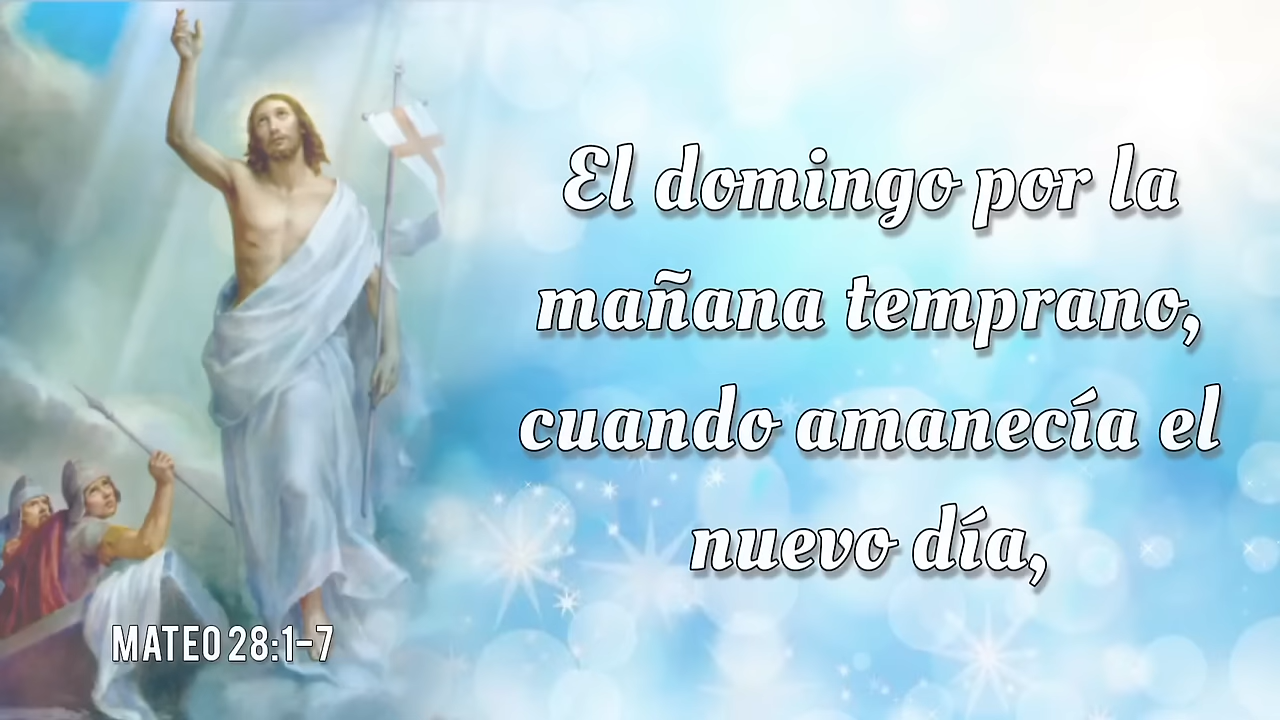 El domingo por la
mañana temprano,
cuando amanecía el
nuevo día,
MATEO 28:1-7